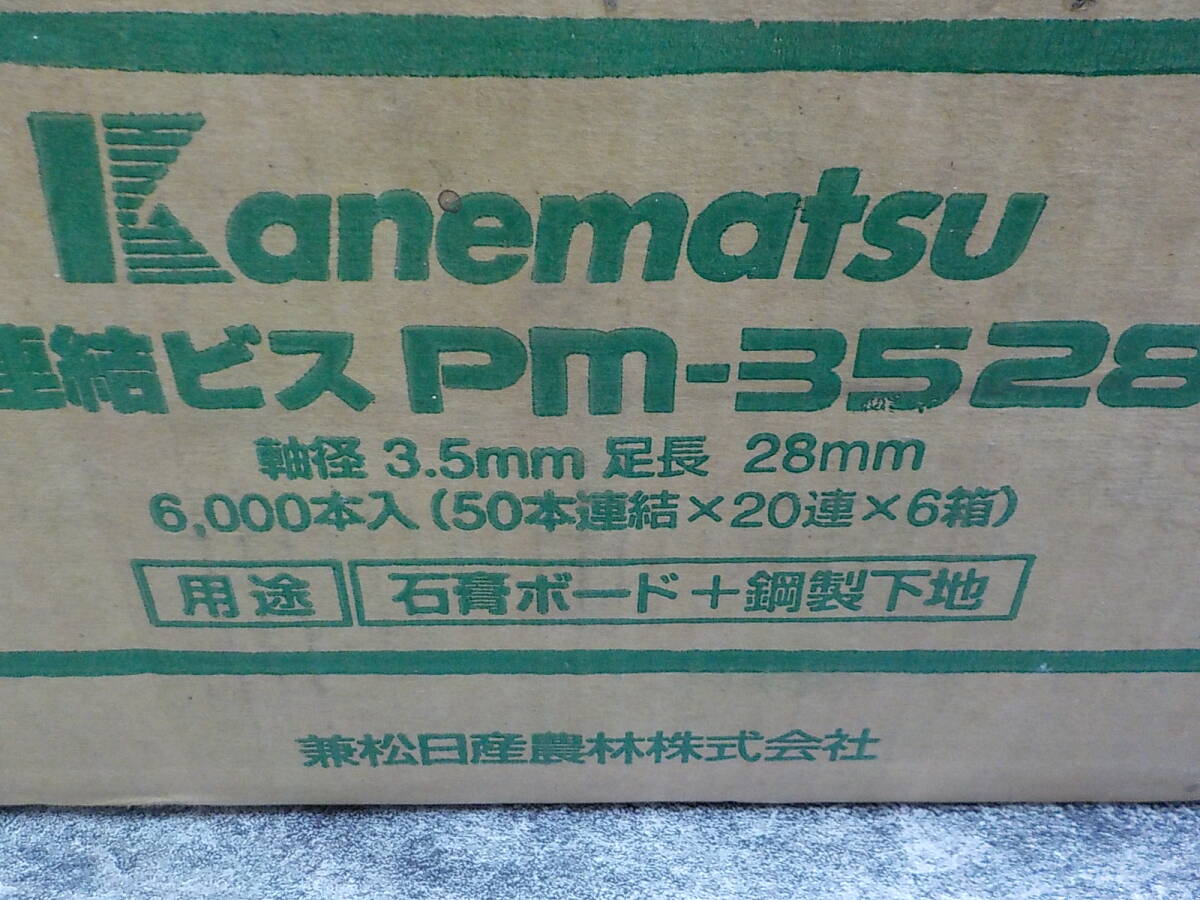 Kanematsu
連結ビス PM-3528
軸径 3.5mm 足長 28mm
6,000本入(50本連結×20連×6箱)
用途 石膏ボード+鋼製下地
兼松日産農林株式会社